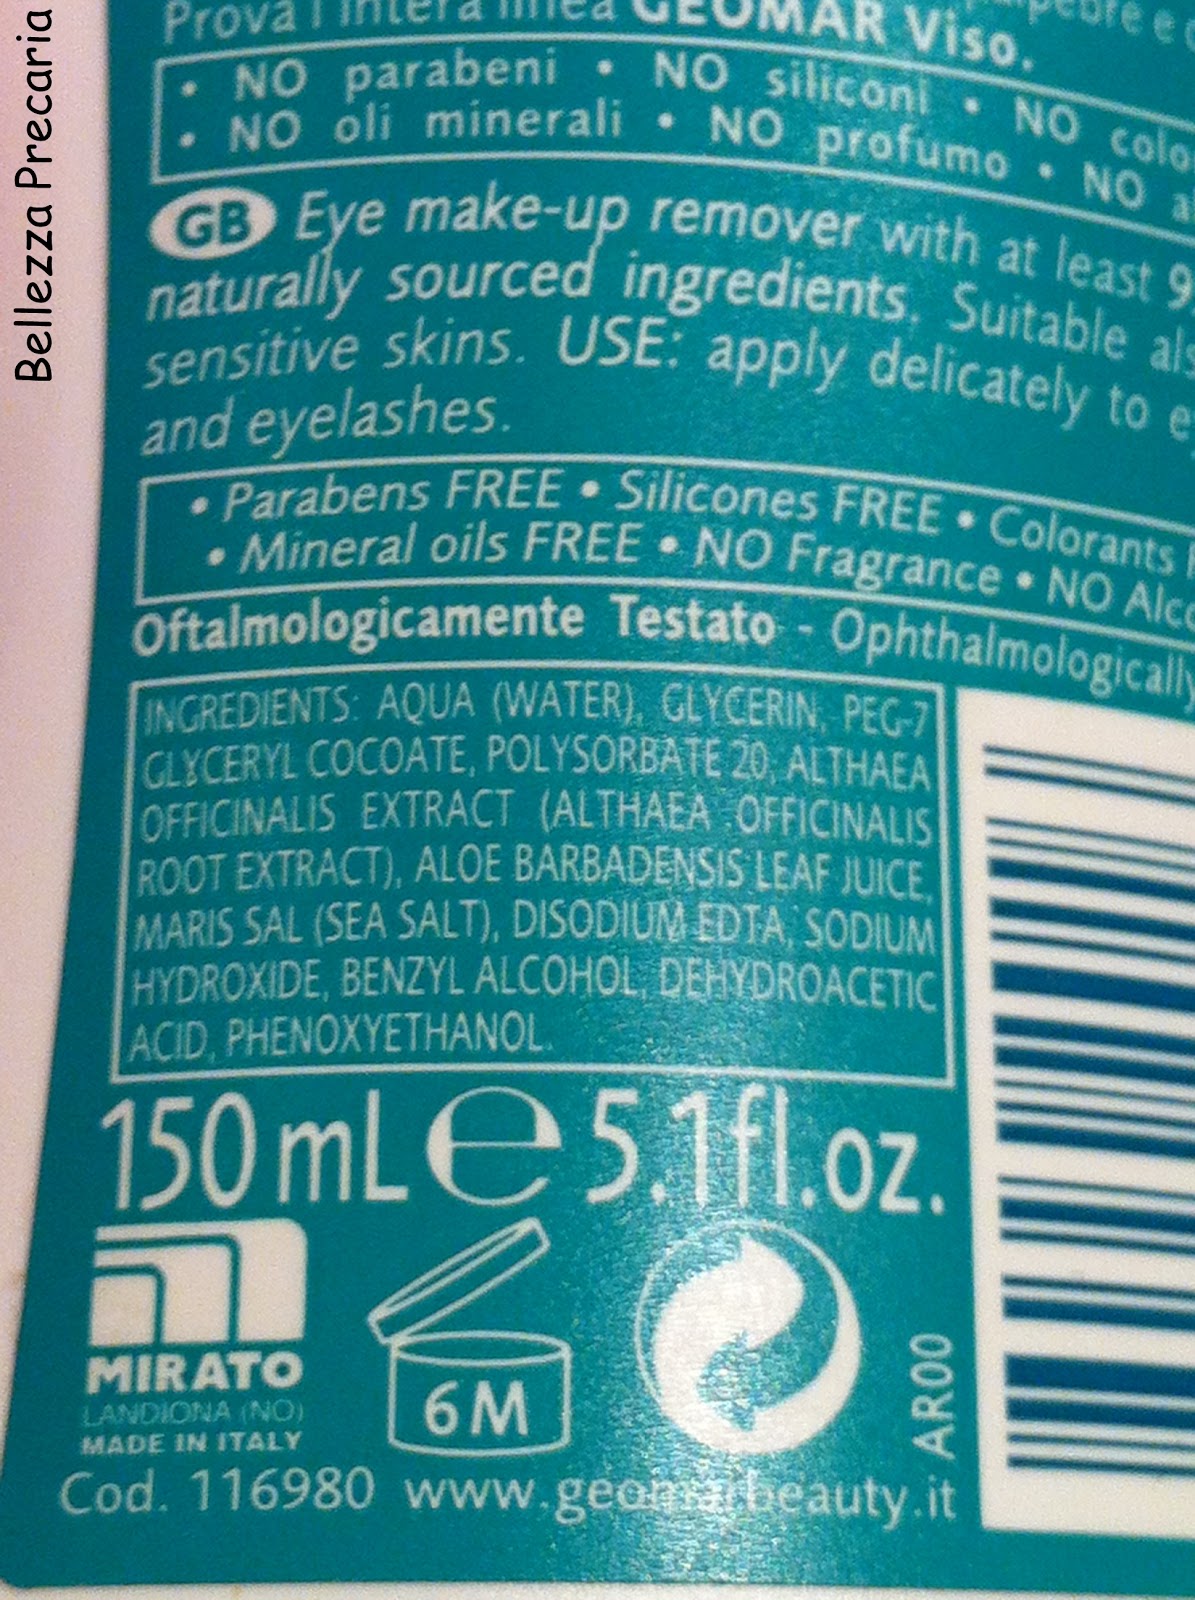 Bellezza Precaria
Prova l'intera linea GEOMAR Viso.
• NO parabeni • NO siliconi • NO
• NO oli minerali • NO profumo • NO
GB Eye make-up remover with at least
naturally sourced ingredients. Suitable
sensitive skins. USE: apply delicately to
and eyelashes.
• Parabens FREE • Silicones FREE • Colorants
• Mineral oils FREE • NO Fragrance • NO
Oftalmologicamente Testato - Ophthalmologically
INGREDIENTS: AQUA (WATER), GLYCERIN, PEG-7
GLYCERYL COCOATE, POLYSORBATE 20, ALTHAEA
OFFICINALIS EXTRACT (ALTHAEA OFFICINALIS
ROOT EXTRACT), ALOE BARBADENSIS LEAF JUICE,
MARIS SAL (SEA SALT), DISODIUM EDTA, SODIUM
HYDROXIDE, BENZYL ALCOHOL, DEHYDROACETIC
ACID, PHENOXYETHANOL.
150 mL e 5.1fl.oz.
MIRATO
LANDIONA (NO)
MADE IN ITALY
6M
AR00
Cod. 116980 www.geomarbeauty.it